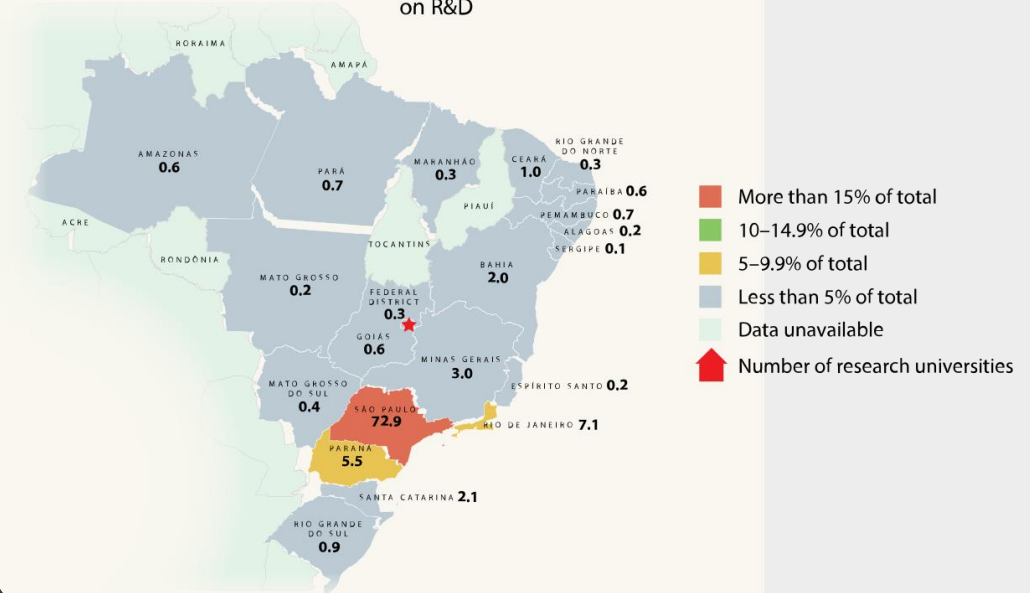 on R&D
RORAIMA
AMAPÁ
AMAZONAS
0.6
PARÁ
0.7
MARANHÃO
0.3
CEARÁ
1.0
RIO GRANDE
DO NORTE
0.3
PARAÍBA 0.6
PIAUÍ
PEMAMBUCO 0.7
ALAGOAS 0.2
SERGIPE 0.1
ACRE
RONDÔNIA
TOCANTINS
MATO GROSSO
0.2
BAHIA
2.0
FEDERAL
DISTRICT
0.3
GOIÁS
0.6
MINAS GERAIS
3.0
ESPÍRITO SANTO 0.2
MATO GROSSO
DO SUL
0.4
SÃO PAULO
72.9
RIO DE JANEIRO 7.1
PARANÁ
5.5
SANTA CATARINA 2.1
RIO GRANDE
DO SUL
0.9
More than 15% of total
10–14.9% of total
5–9.9% of total
Less than 5% of total
Data unavailable
Number of research universities